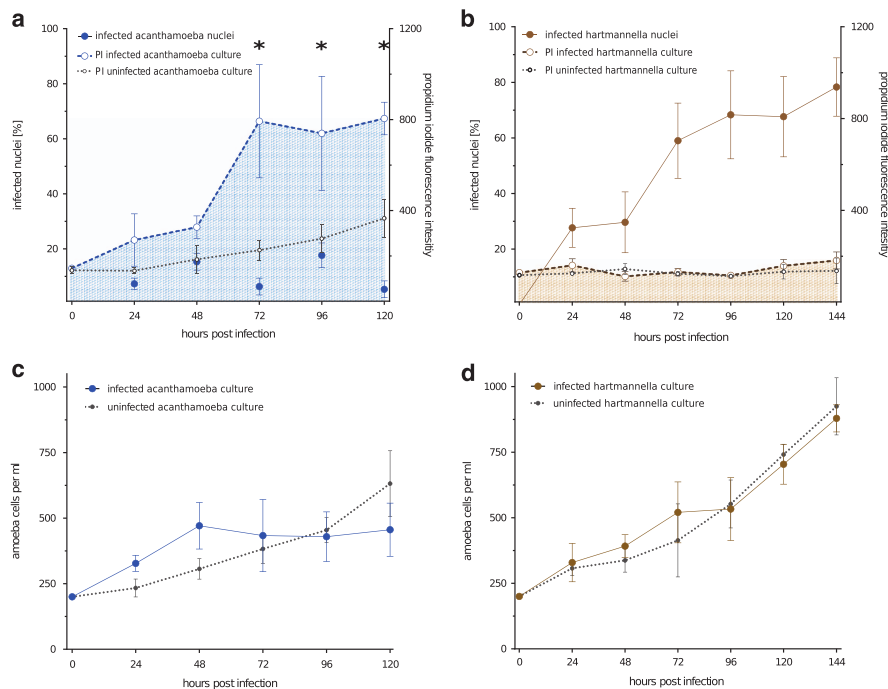 a
infected acanthamoeba nuclei
PI infected acanthamoeba culture
PI uninfected acanthamoeba culture
* * *
100
80
60
40
20
infected nuclei [%]
1200
800
400
propidium iodide fluorescence intesitiy
0 24 48 72 96 120
hours post infection
b
infected hartmannella nuclei
PI infected hartmannella culture
PI uninfected hartmannella culture
100
80
60
40
20
infected nuclei [%]
1200
800
400
propidium iodide fluorescence intesitiy
0 24 48 72 96 120 144
hours post infection
c
infected acanthamoeba culture
uninfected acanthamoeba culture
1000
750
500
250
0
amoeba cells per ml
0 24 48 72 96 120
hours post infection
d
infected hartmannella culture
uninfected hartmannella culture
1000
750
500
250
0
amoeba cells per ml
0 24 48 72 96 120 144
hours post infection